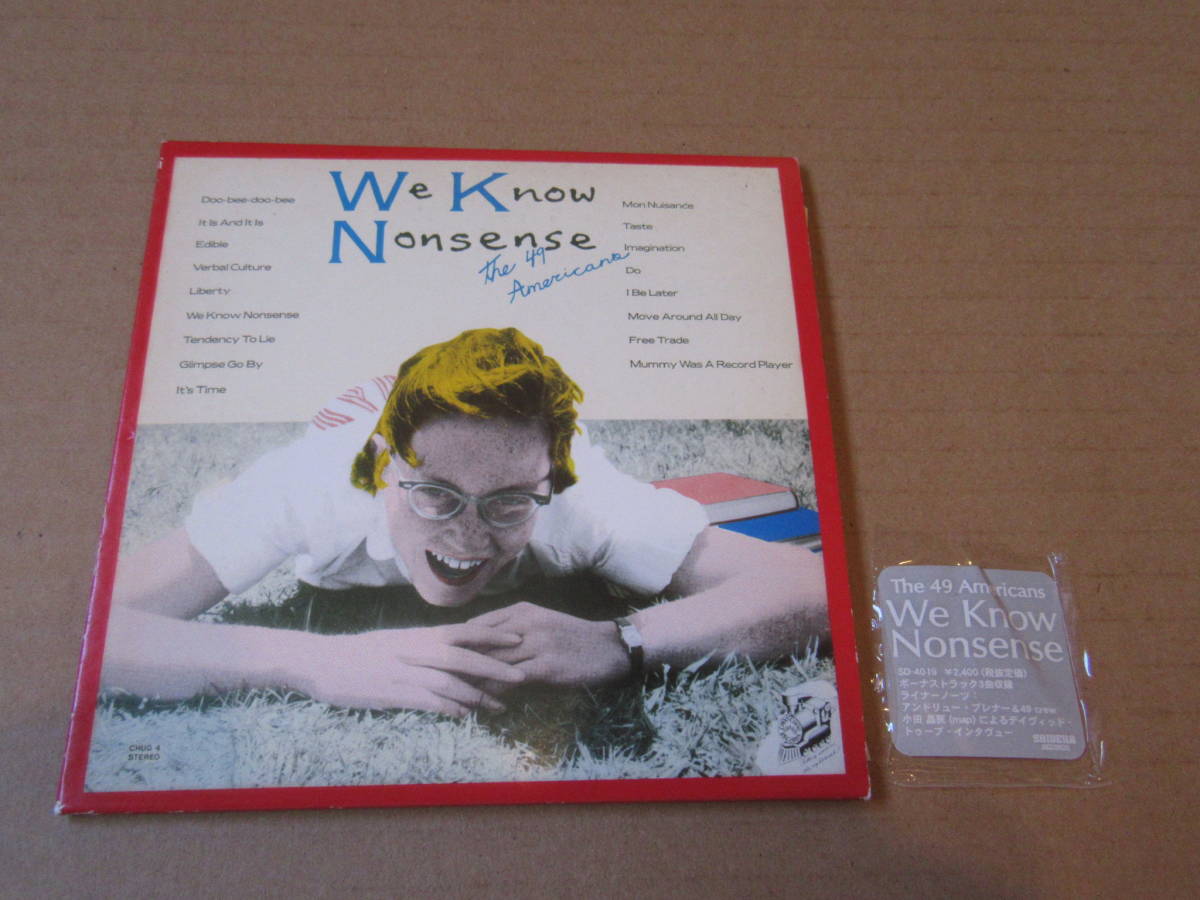 We Know
Nonsense
The 49
Americans
Doo-bee-doo-bee
It Is And It Is
Edible
Verbal Culture
Liberty
We Know Nonsense
Tendency To Lie
Glimpse Go By
It's Time
Mon Nuisance
Taste
Imagination
Do
I Be Later
Move Around All Day
Free Trade
Mummy Was A Record Player
CHUG 4
STEREO
The 49 Americans
We Know
Nonsense
SD-4019 ¥2,400 (税抜定価)
ボーナストラック3曲収録
ライナーノーツ:
アンドリュー・ブレナー&49 crew
小田 晶房 (map) によるデイヴィッド・
トゥープ・インタヴュー